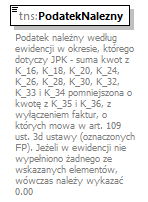 tns:PodatekNalezny
Podatek należny według
ewidencji w okresie, którego
dotyczy JPK - suma kwot z
K_16, K_18, K_20, K_24,
K_26, K_28, K_30, K_32,
K_33 i K_34 pomniejszona o
kwotę z K_35 i K_36, z
wyłączeniem faktur, o
których mowa w art. 109
ust. 3d ustawy (oznaczonych
FP). Jeżeli w ewidencji nie
wypełniono żadnego ze
wskazanych elementów,
wówczas należy wykazać
0.00